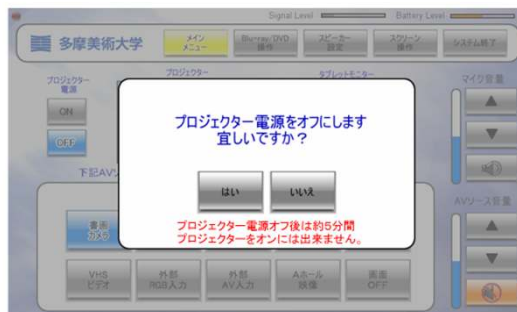 Signal Level
Battery Level
多摩美術大学
メイン
メニュー
Blu-ray/DVD
操作
スピーカー
設定
スクリーン
操作
システム終了
プロジェクター
電源
プロジェクター
タブレットモニター
マイク音量
ON
OFF
プロジェクター電源をオフにします
宜しいですか？
はい
いいえ
プロジェクター電源オフ後は約5分間
プロジェクターをオンには出来ません。
下記AVソ
AVソース音量
書画
カメラ
VHS
ビデオ
外部
RGB入力
外部
AV入力
Aホール
映像
画面
OFF